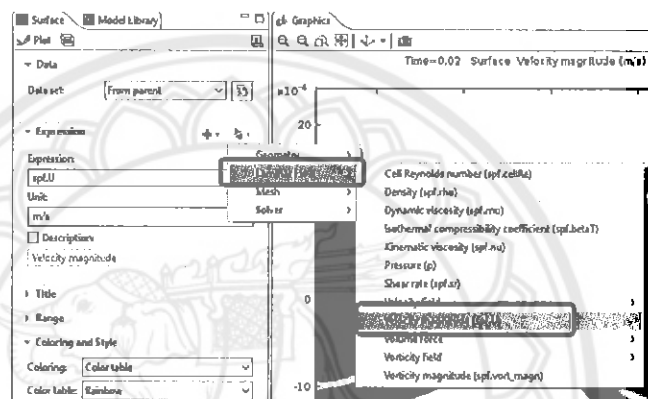 Surface Model Library
Plot
Data
Data set: From parent
Expression
Expression:
spf.U
Unit:
m/s
Description:
Velocity magnitude
Title
Range
Coloring and Style
Coloring: Color table
Color table: Rainbow
Graphics
Time=0.02 Surface Velocity magnitude (m/s)
×10⁻⁴
20
0
-10
Geometry
Mesh
Solver
Cell Reynolds number (spf.cellRe)
Density (spf.rho)
Dynamic viscosity (spf.mu)
Isothermal compressibility coefficient (spf.betaT)
Kinematic viscosity (spf.nu)
Pressure (p)
Shear rate (spf.sr)
Velocity field
Volume force
Vorticity field
Vorticity magnitude (spf.vort_magn)